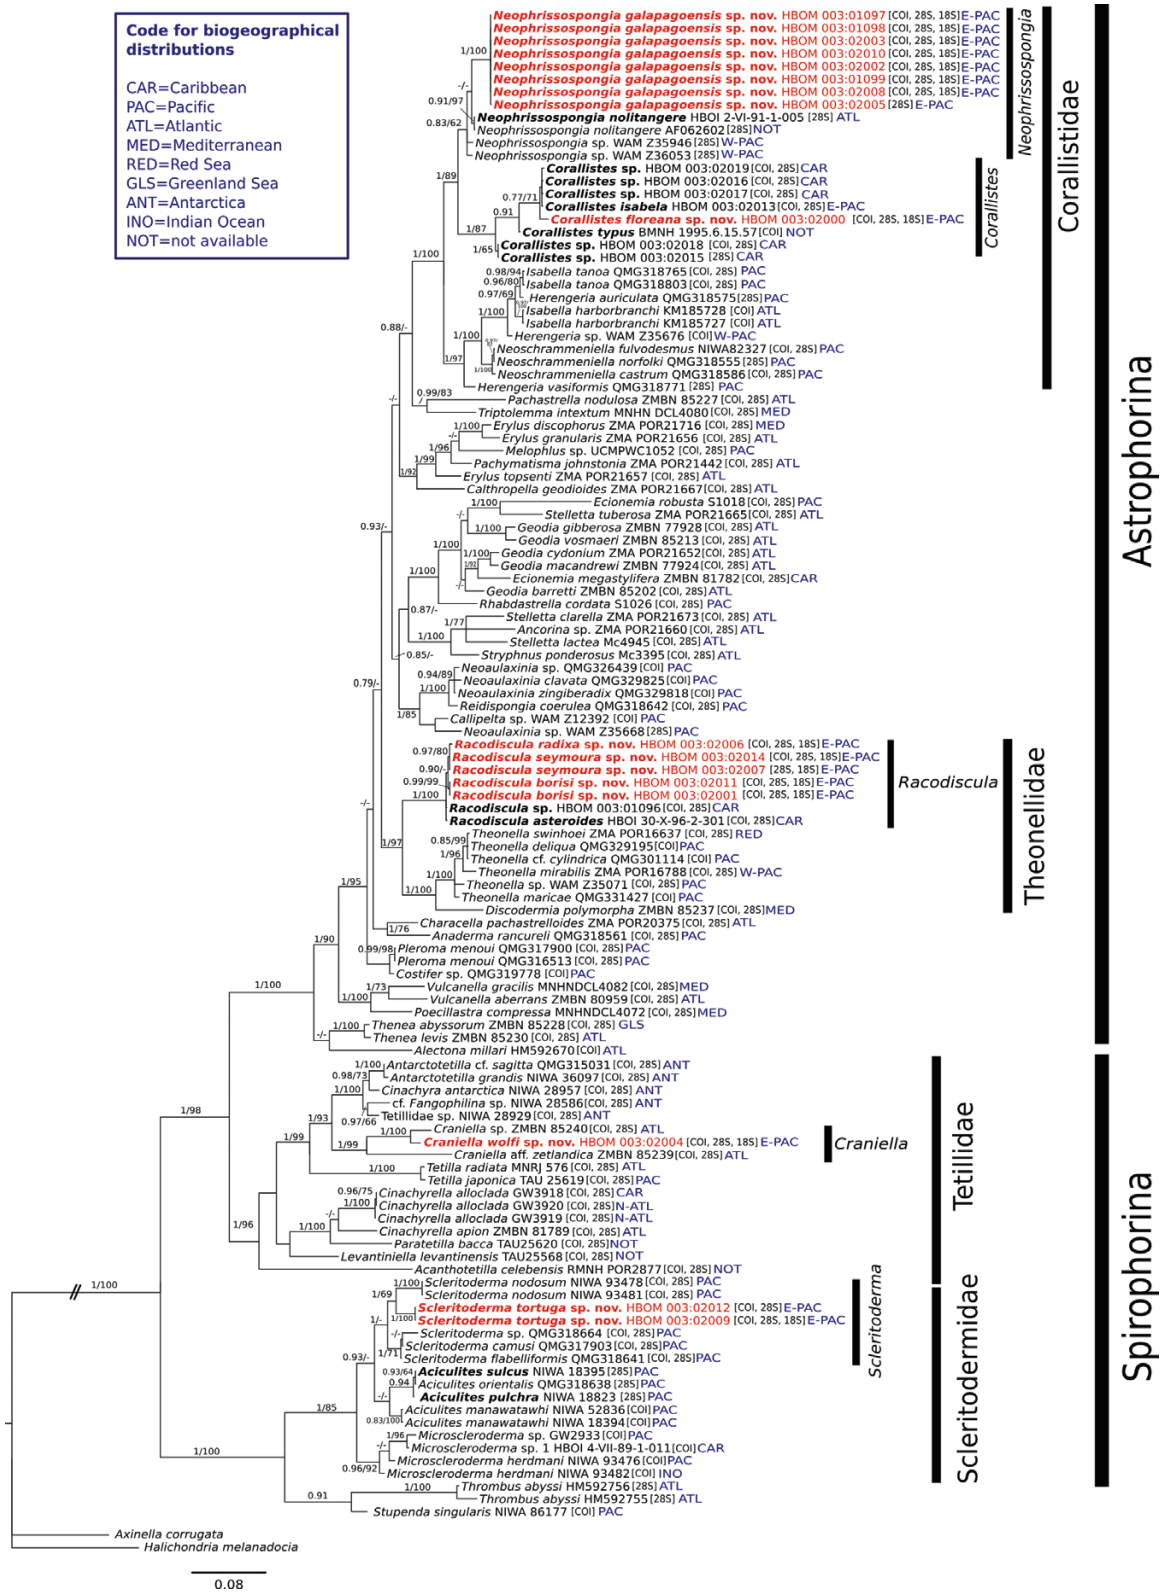 Code for biogeographical
distributions
CAR=Caribbean
PAC=Pacific
ATL=Atlantic
MED=Mediterranean
RED=Red Sea
GLS=Greenland Sea
ANT=Antarctica
INO=Indian Ocean
NOT=not available
Neophrissospongia galapagoensis sp. nov. HBOM 003:01097 [COI, 28S, 18S]E-PAC
Neophrissospongia galapagoensis sp. nov. HBOM 003:01098 [COI, 28S, 18S]E-PAC
Neophrissospongia galapagoensis sp. nov. HBOM 003:02003 [COI, 28S, 18S]E-PAC
Neophrissospongia galapagoensis sp. nov. HBOM 003:02010 [COI, 28S, 18S]E-PAC
Neophrissospongia galapagoensis sp. nov. HBOM 003:02002 [COI, 28S, 18S]E-PAC
Neophrissospongia galapagoensis sp. nov. HBOM 003:01099 [COI, 28S, 18S]E-PAC
Neophrissospongia galapagoensis sp. nov. HBOM 003:02008 [COI, 28S, 18S]E-PAC
Neophrissospongia galapagoensis sp. nov. HBOM 003:02005 [28S] E-PAC
Neophrissospongia nolitangere HBOI 2-VI-91-1-005 [28S] ATL
Neophrissospongia nolitangere AF062602[28S]NOT
Neophrissospongia sp. WAM Z35946 [28S]W-PAC
Neophrissospongia sp. WAM Z36053 [28S]W-PAC
Corallistes sp. HBOM 003:02019[COI, 28S]CAR
Corallistes sp. HBOM 003:02016 [COI, 28S]CAR
Corallistes sp. HBOM 003:02017 [COI, 28S] CAR
Corallistes isabela HBOM 003:02013[COI, 28S]E-PAC
Corallistes floreana sp. nov. HBOM 003:02000 [COI, 28S, 18S]E-PAC
Corallistes typus BMNH 1995.6.15.57[COI] NOT
Corallistes sp. HBOM 003:02018 [COI, 28S] CAR
Corallistes sp. HBOM 003:02015 [28S]CAR
Isabella tanoa QMG318765 [COI, 28S] PAC
Isabella tanoa QMG318803 [COI, 28S] PAC
Herengeria auriculata QMG318575[28S]PAC
Isabella harborbranchi KM185728 [COI] ATL
Isabella harborbranchi KM185727 [COI] ATL
Herengeria sp. WAM Z35676 [COI]W-PAC
Neoschrammeniella fulvodesmus NIWA82327 [COI, 28S]PAC
Neoschrammeniella norfolki QMG318555 [28S]PAC
Neoschrammeniella castrum QMG318586 [COI, 28S] PAC
Herengeria vasiformis QMG318771 [28S] PAC
Pachastrella nodulosa ZMBN 85227[COI, 28S] ATL
Triptolemma intextum MNHN DCL4080[COI, 28S]MED
Erylus discophorus ZMA POR21716 [COI, 28S] MED
Erylus granularis ZMA POR21656 [COI, 28S] ATL
Melophlus sp. UCMPWC1052 [COI, 28S] PAC
Pachymatisma johnstonia ZMA POR21442[COI, 28S] ATL
Erylus topsenti ZMA POR21657 [COI, 28S] ATL
Calthropella geodioides ZMA POR21667[COI, 28S]ATL
Ecionemia robusta S1018 [COI, 28S]PAC
Stelletta tuberosa ZMA POR21665[COI, 28S]ATL
Geodia gibberosa ZMBN 77928[COI, 28S] ATL
Geodia vosmaeri ZMBN 85213 [COI, 28S] ATL
Geodia cydonium ZMA POR21652[COI, 28S] ATL
Geodia macandrewi ZMBN 77924[COI, 28S] ATL
Ecionemia megastylifera ZMBN 81782[COI, 28S]CAR
Geodia barretti ZMBN 85202 [COI, 28S]ATL
Rhabdastrella cordata S1026 [COI, 28S] PAC
Stelletta clarella ZMA POR21673 [COI, 28S] ATL
Ancorina sp. ZMA POR21660 [COI, 28S] ATL
Stelletta lactea Mc4945 [COI, 28S] ATL
Stryphnus ponderosus Mc3395 [COI, 28S] ATL
Neoaulaxinia sp. QMG326439 [COI] PAC
Neoaulaxinia clavata QMG329825[COI] PAC
Neoaulaxinia zingiberadix QMG329818[COI]PAC
Reidispongia coerulea QMG318642 [COI, 28S] PAC
Callipelta sp. WAM Z12392 [COI]PAC
Neoaulaxinia sp. WAM Z35668 [28S]PAC
Racodiscula radixa sp. nov. HBOM 003:02006 [COI, 28S, 18S]E-PAC
Racodiscula seymoura sp. nov. HBOM 003:02014 [COI, 28S, 18S]E-PAC
Racodiscula seymoura sp. nov. HBOM 003:02007 [28S, 18S] E-PAC
Racodiscula borisi sp. nov. HBOM 003:02011 [COI, 28S, 18S]E-PAC
Racodiscula borisi sp. nov. HBOM 003:02001 [COI, 28S, 18S]E-PAC
Racodiscula sp. HBOM 003:01096[COI, 28S]CAR
Racodiscula asteroides HBOI 30-X-96-2-301 [COI, 28S]CAR
Theonella swinhoei ZMA POR16637 [COI, 28S] RED
Theonella deliqua QMG329195[COI]PAC
Theonella cf. cylindrica QMG301114 [COI] PAC
Theonella mirabilis ZMA POR16788 [COI, 28S] W-PAC
Theonella sp. WAM Z35071 [COI, 28S] PAC
Theonella maricae QMG331427[COI] PAC
Discodermia polymorpha ZMBN 85237[COI, 28S]MED
Characella pachastrelloides ZMA POR20375[COI, 28S] ATL
Anaderma rancureli QMG318561 [COI, 28S]PAC
Pleroma menoui QMG317900 [COI, 28S] PAC
Pleroma menoui QMG316513 [COI, 28S]PAC
Costifer sp. QMG319778 [COI]PAC
Vulcanella gracilis MNHNDCL4082[COI, 28S]MED
Vulcanella aberrans ZMBN 80959[COI, 28S] ATL
Poecillastra compressa MNHNDCL4072 [COI, 28S]MED
Thenea abyssorum ZMBN 85228[COI, 28S] GLS
Thenea levis ZMBN 85230[COI, 28S] ATL
Alectona millari HM592670[COI]ATL
Antarctotetilla cf. sagitta QMG315031[COI, 28S]ANT
Antarctotetilla grandis NIWA 36097[COI, 28S]ANT
Cinachyra antarctica NIWA 28957 [COI, 28S]ANT
cf. Fangophilina sp. NIWA 28586[COI, 28S]ANT
Tetillidae sp. NIWA 28929[COI, 28S] ANT
Craniella sp. ZMBN 85240[COI, 28S] ATL
Craniella wolfi sp. nov. HBOM 003:02004 [COI, 28S, 18S] E-PAC
Craniella aff. zetlandica ZMBN 85239[COI, 28S]ATL
Tetilla radiata MNRJ 576 [COI, 28S] ATL
Tetilla japonica TAU 25619[COI, 28S]PAC
Cinachyrella alloclada GW3918 [COI, 28S] CAR
Cinachyrella alloclada GW3920 [COI, 28S]N-ATL
Cinachyrella alloclada GW3919 [COI, 28S]N-ATL
Cinachyrella apion ZMBN 81789[COI, 28S]ATL
Paratetilla bacca TAU25620 [COI, 28S]NOT
Levantiniella levantinensis TAU25568 [COI, 28S] NOT
Acanthotetilla celebensis RMNH POR2877[COI, 28S]NOT
Scleritoderma nodosum NIWA 93478 [COI, 28S] PAC
Scleritoderma nodosum NIWA 93481[COI, 28S] PAC
Scleritoderma tortuga sp. nov. HBOM 003:02012 [COI, 28S]E-PAC
Scleritoderma tortuga sp. nov. HBOM 003:02009 [COI, 28S, 18S]E-PAC
Scleritoderma sp. QMG318664 [COI, 28S]PAC
Scleritoderma camusi QMG317903[COI, 28S]PAC
Scleritoderma flabelliformis QMG318641[COI, 28S]PAC
Aciculites sulcus NIWA 18395[28S]PAC
Aciculites orientalis QMG318638 [28S]PAC
Aciculites pulchra NIWA 18823 [28S]PAC
Aciculites manawatawhi NIWA 52836[COI]PAC
Aciculites manawatawhi NIWA 18394[COI]PAC
Microscleroderma sp. GW2933[COI]PAC
Microscleroderma sp. 1 HBOI 4-VII-89-1-011[COI]CAR
Microscleroderma herdmani NIWA 93476[COI]PAC
Microscleroderma herdmani NIWA 93482[COI] INO
Thrombus abyssi HM592756[28S]ATL
Thrombus abyssi HM592755[28S] ATL
Stupenda singularis NIWA 86177 [COI] PAC
Axinella corrugata
Halichondria melanadocia
0.08
Neophrissospongia
Corallistes
Corallistidae
Astrophorina
Racodiscula
Theonellidae
Craniella
Tetillidae
Scleritoderma
Scleritodermidae
Spirophorina